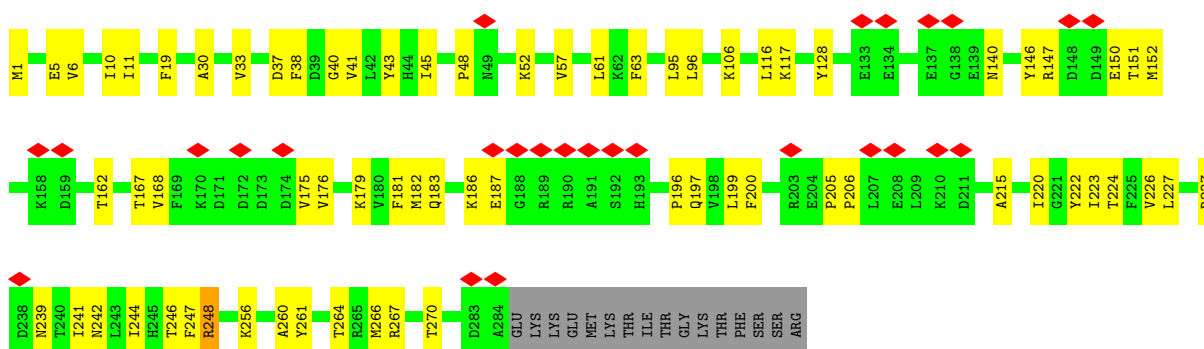 M1 E5 V6 I10 I11 F19 A30 V33 D37 F38 D39 G40 V41 L42 Y43 H44 I45 P48 N49 K52 V57 L61 K62 F63 L95 L96 K106 L116 K117 Y128 E133 E134 E137 G138 E139 N140 Y146 R147 D148 D149 E150 T151 M152
K158 D159 T162 T167 V168 F169 K170 D171 D172 D173 D174 V175 V176 K179 V180 F181 M182 Q183 K186 E187 G188 R189 R190 A191 S192 H193 P196 Q197 V198 L199 F200 R203 E204 P205 P206 L207 E208 L209 K210 D211 A215 I220 G221 Y222 I223 T224 F225 V226 L227
D238 N239 T240 I241 N242 L243 I244 H245 T246 F247 R248 K256 A260 Y261 T264 R265 M266 R267 T270 D283 A284 GLU LYS LYS GLU MET LYS THR ILE THR GLY LYS THR PHE SER SER ARG